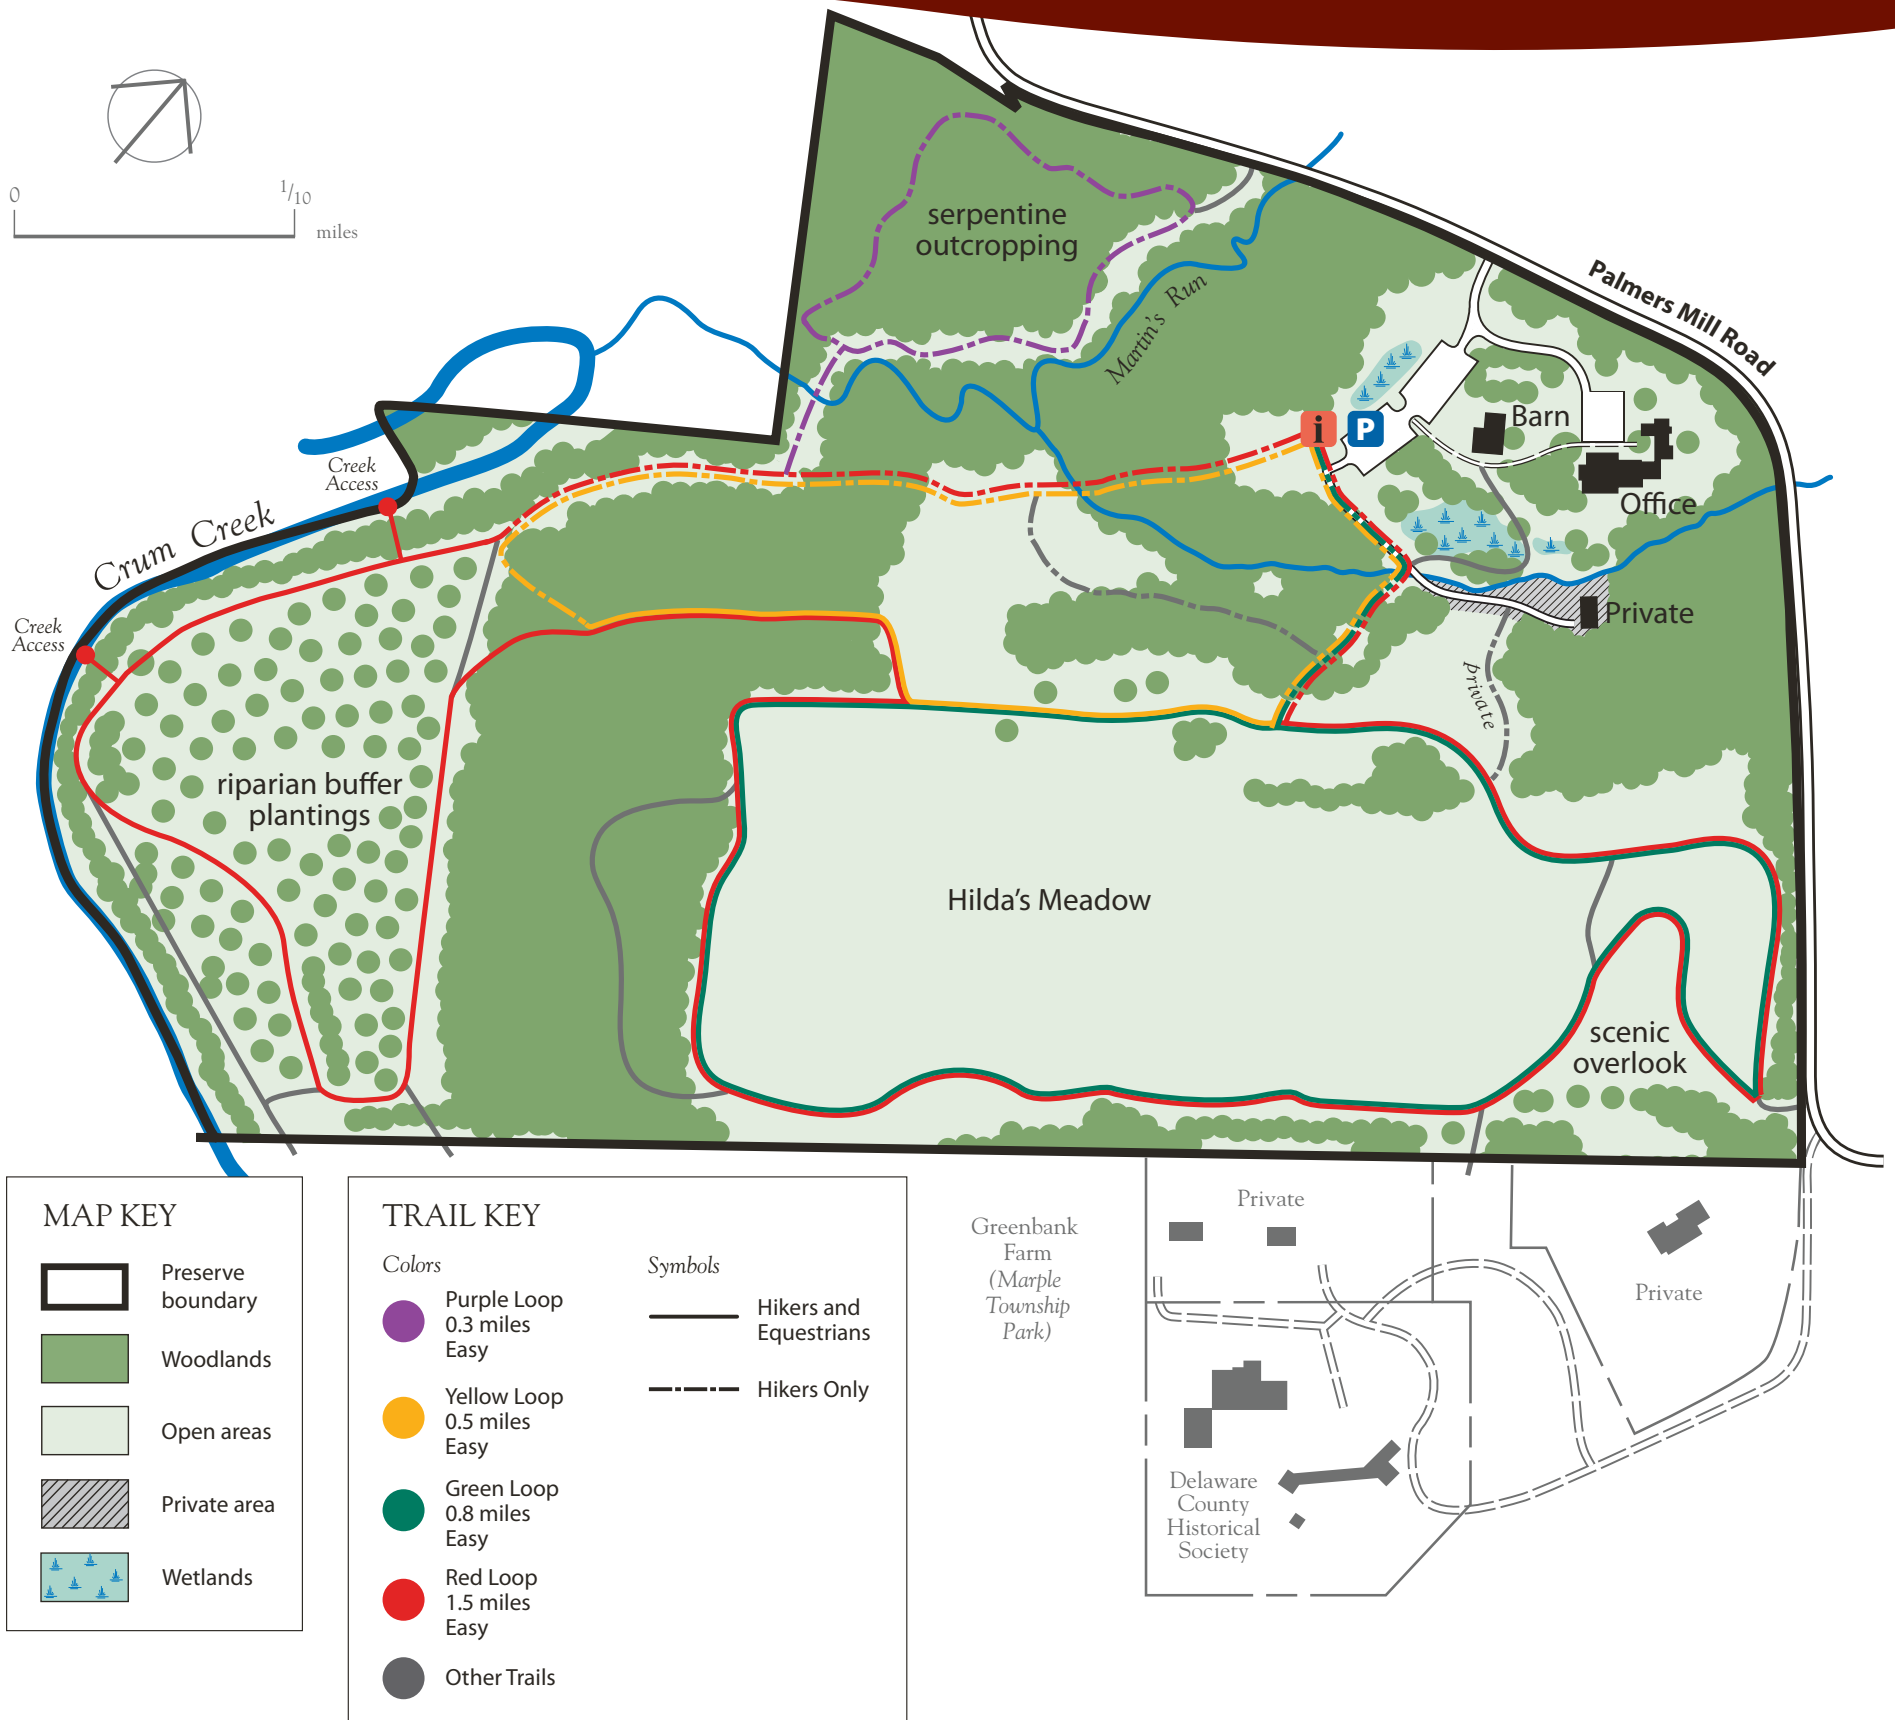 0
1/10
miles
serpentine
outcropping
Martin's Run
Palmers Mill Road
i
P
Barn
Office
Private
Private
Creek
Access
Crum Creek
Creek
Access
riparian buffer
plantings
Hilda's Meadow
scenic
overlook
MAP KEY
Preserve
boundary
Woodlands
Open areas
Private area
Wetlands
TRAIL KEY
Colors
Purple Loop
0.3 miles
Easy
Yellow Loop
0.5 miles
Easy
Green Loop
0.8 miles
Easy
Red Loop
1.5 miles
Easy
Other Trails
Symbols
Hikers and
Equestrians
Hikers Only
Greenbank
Farm
(Marple
Township
Park)
Private
Private
Delaware
County
Historical
Society